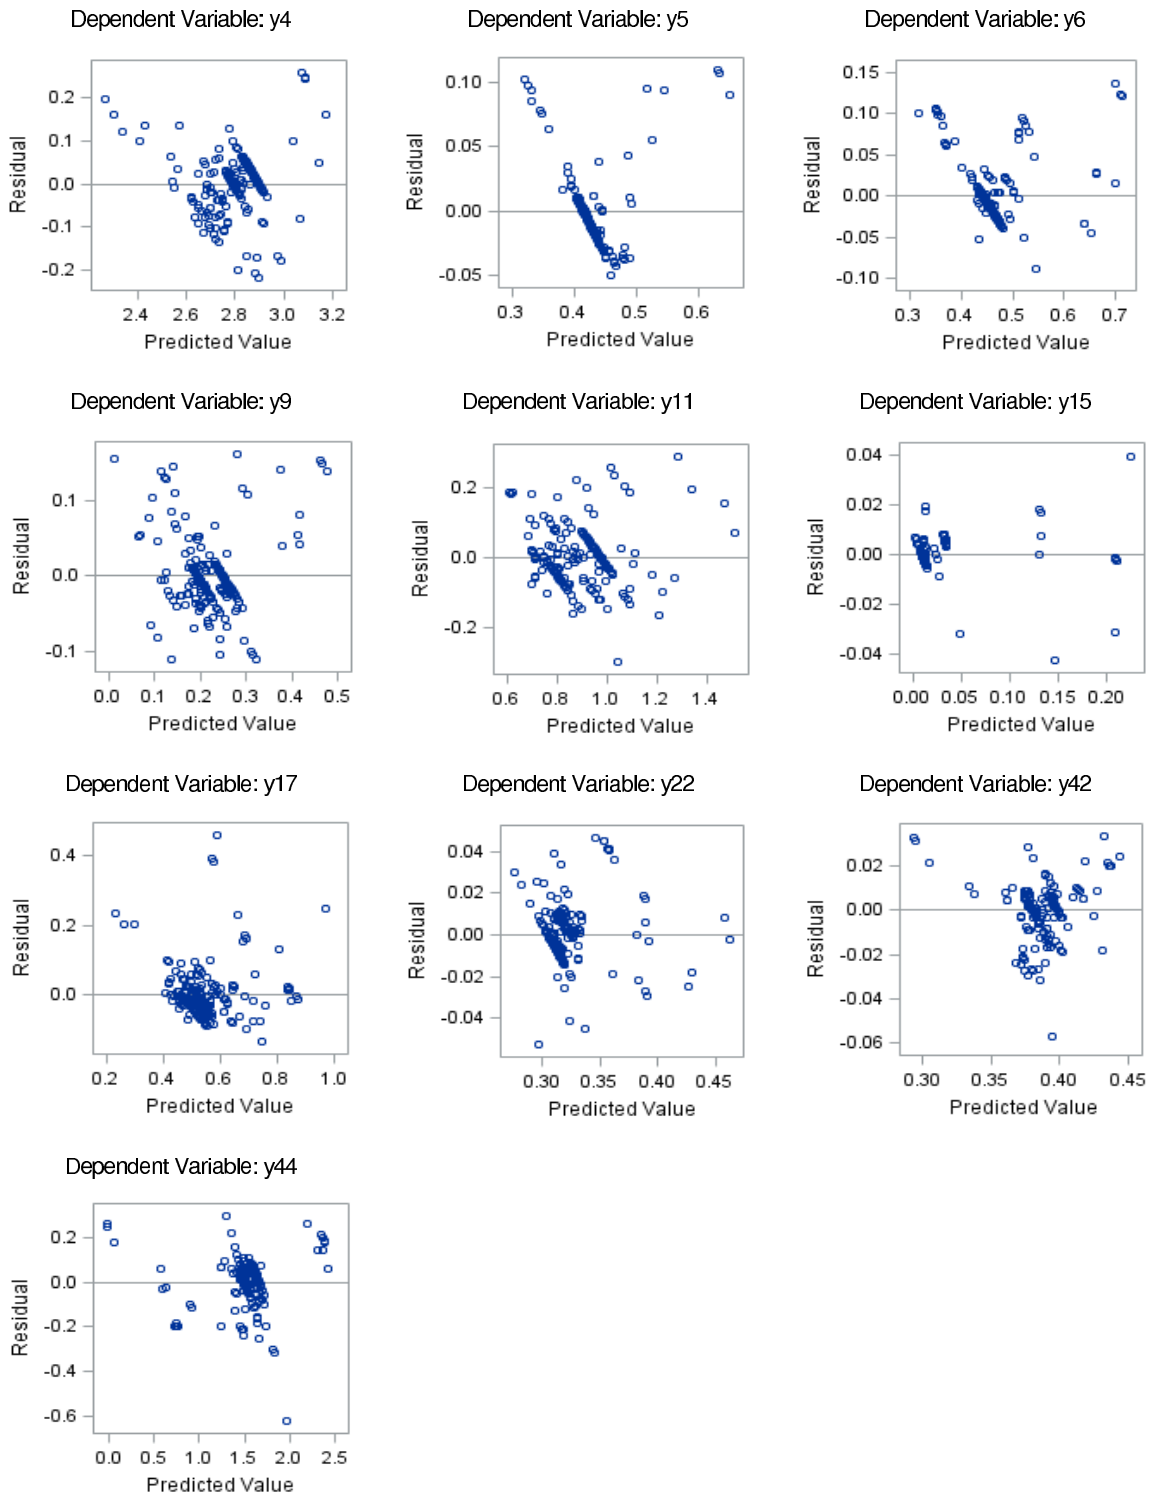 Dependent Variable: y4
0.2
0.1
0.0
-0.1
-0.2
Residual
2.4 2.6 2.8 3.0 3.2
Predicted Value
Dependent Variable: y5
0.10
0.05
0.00
-0.05
Residual
0.3 0.4 0.5 0.6
Predicted Value
Dependent Variable: y6
0.15
0.10
0.05
0.00
-0.05
-0.10
Residual
0.3 0.4 0.5 0.6 0.7
Predicted Value
Dependent Variable: y9
0.1
0.0
-0.1
Residual
0.0 0.1 0.2 0.3 0.4 0.5
Predicted Value
Dependent Variable: y11
0.2
0.0
-0.2
Residual
0.6 0.8 1.0 1.2 1.4
Predicted Value
Dependent Variable: y15
0.04
0.02
0.00
-0.02
-0.04
Residual
0.00 0.05 0.10 0.15 0.20
Predicted Value
Dependent Variable: y17
0.4
0.2
0.0
Residual
0.2 0.4 0.6 0.8 1.0
Predicted Value
Dependent Variable: y22
0.04
0.02
0.00
-0.02
-0.04
Residual
0.30 0.35 0.40 0.45
Predicted Value
Dependent Variable: y42
0.02
0.00
-0.02
-0.04
-0.06
Residual
0.30 0.35 0.40 0.45
Predicted Value
Dependent Variable: y44
0.2
0.0
-0.2
-0.4
-0.6
Residual
0.0 0.5 1.0 1.5 2.0 2.5
Predicted Value